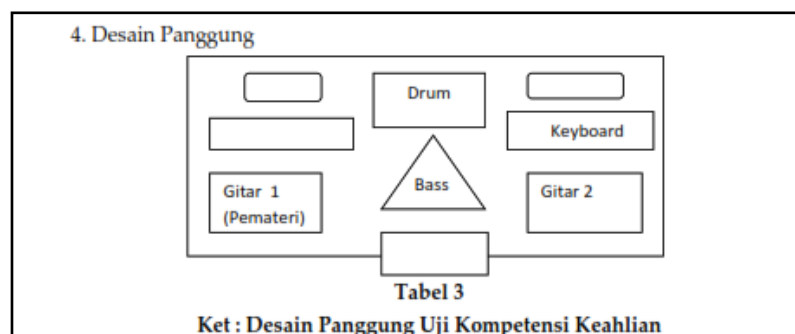 4. Desain Panggung
Drum
Keyboard
Bass
Gitar 1
(Pemateri)
Gitar 2
Tabel 3
Ket : Desain Panggung Uji Kompetensi Keahlian